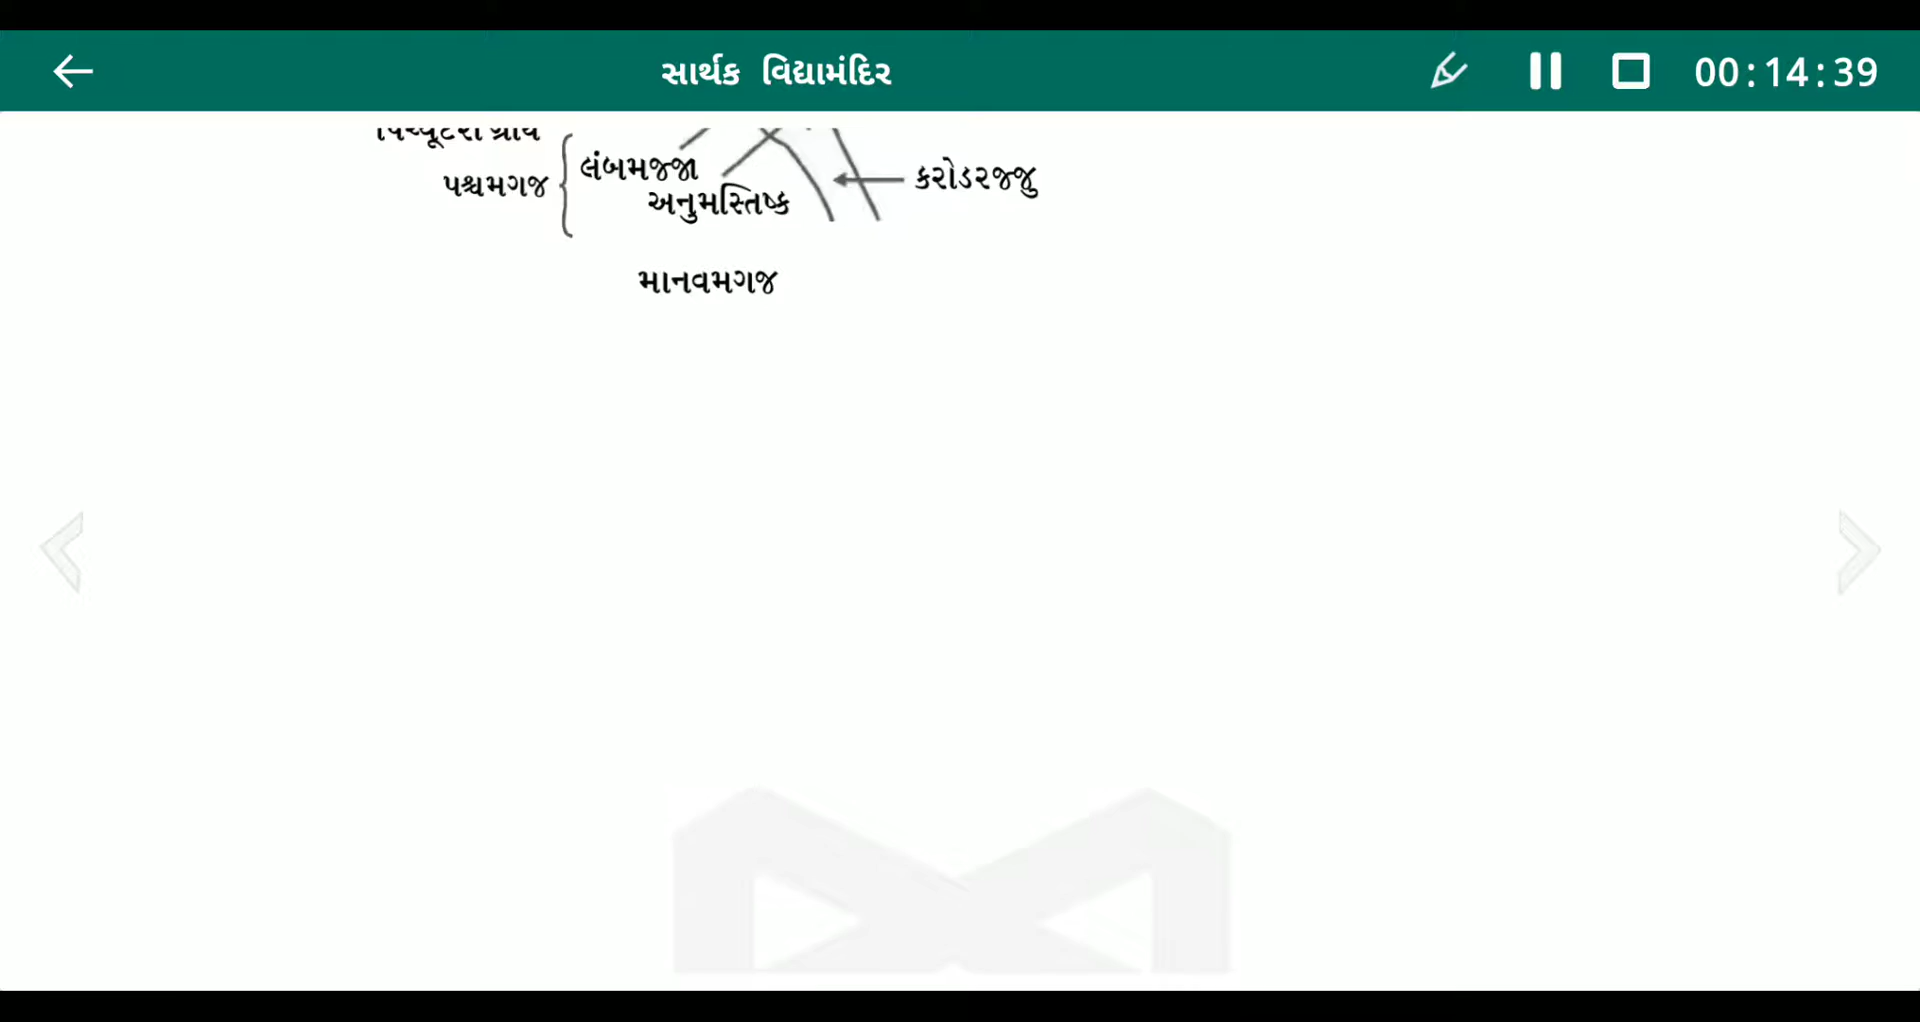 સાર્થક વિદ્યામંદિર
00:14:39
પશ્ચમગજ
લંબમજ્જા
અનુમસ્તિષ્ક
કરોડરજ્જુ
માનવમગજ